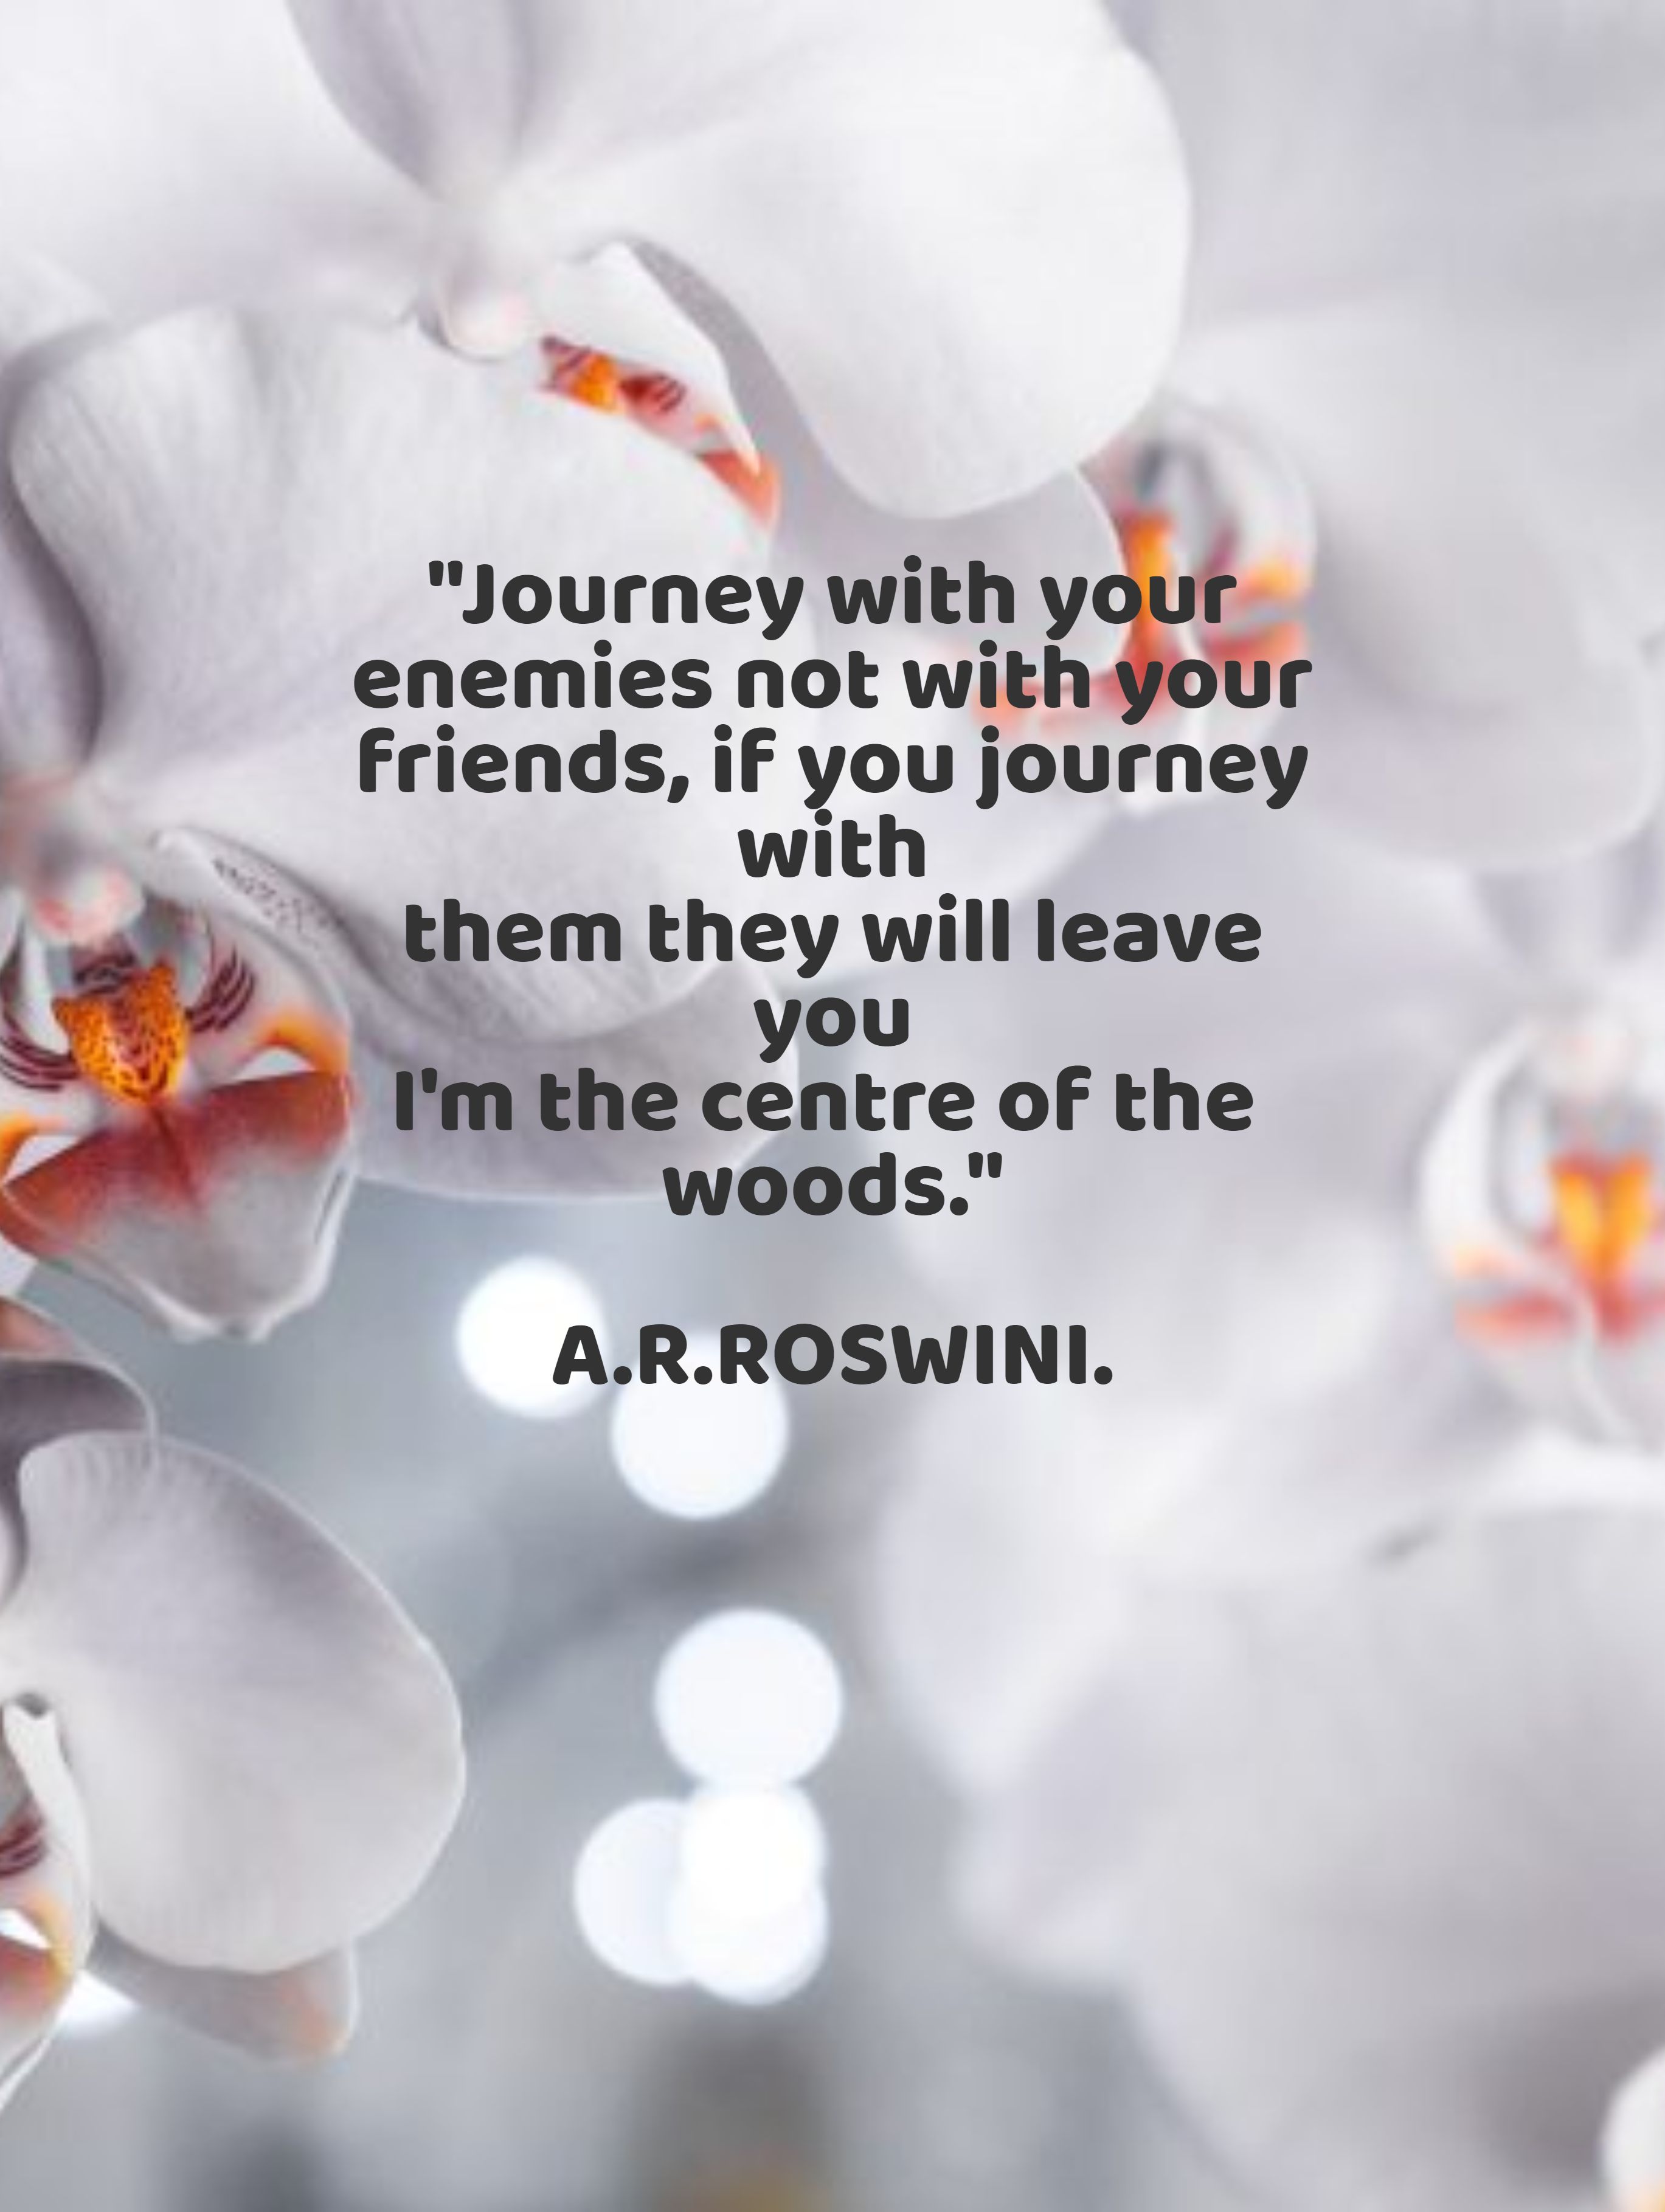 "Journey with your
enemies not with your
friends, if you journey
with
them they will leave
you
I'm the centre of the
woods."
A.R.ROSWINI.